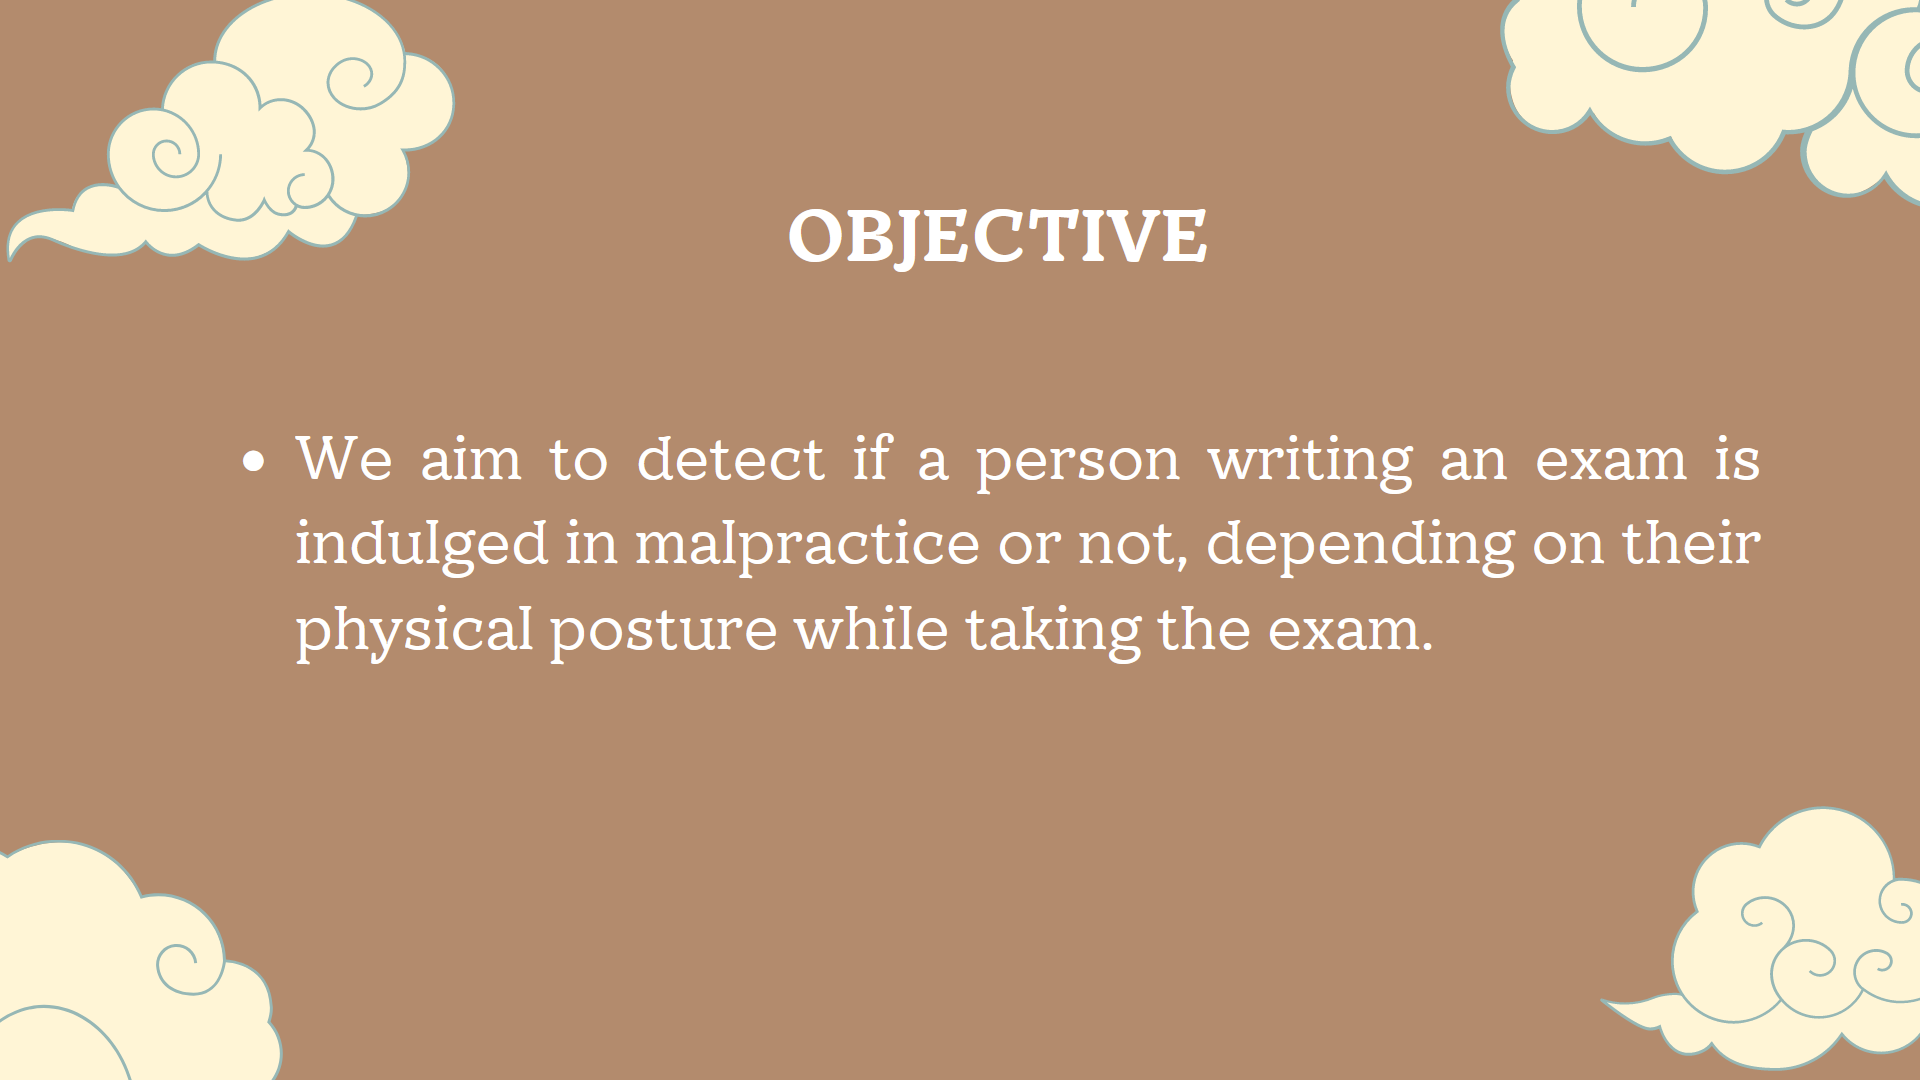 OBJECTIVE
• We aim to detect if a person writing an exam is
indulged in malpractice or not, depending on their
physical posture while taking the exam.